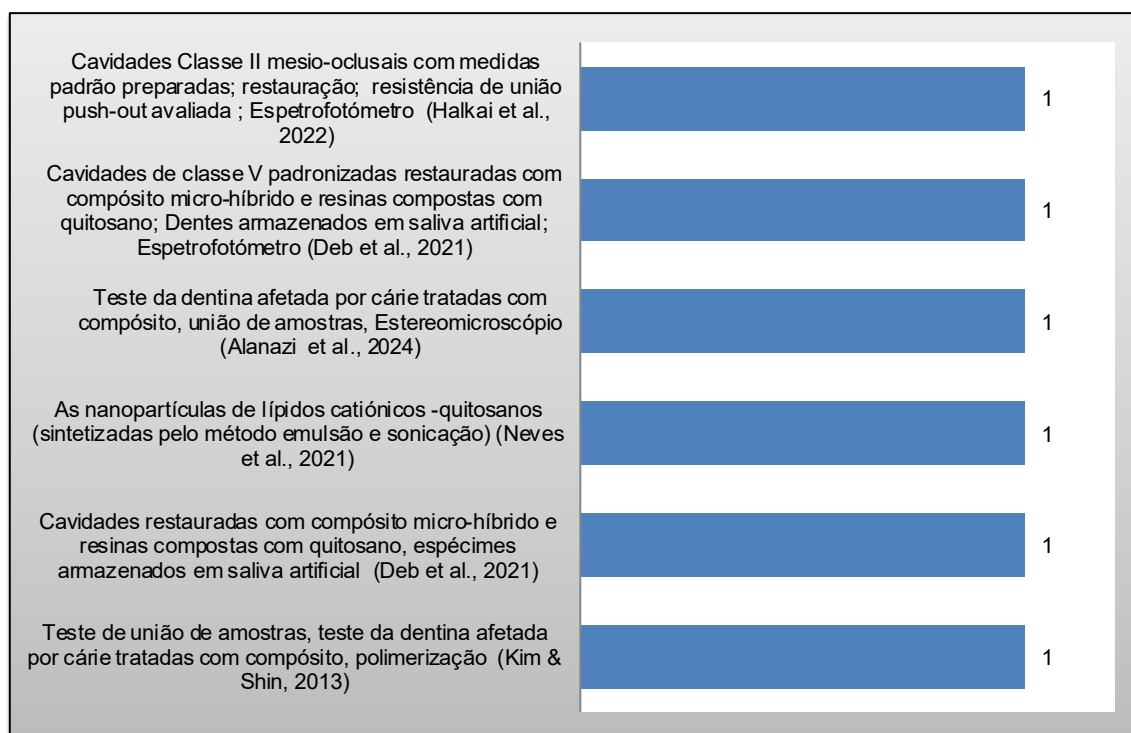 Cavidades Classe II mesio-oclusais com medidas
padrão preparadas; restauração; resistência de união
push-out avaliada ; Espetrofotómetro (Halkai et al.,
2022)
1
Cavidades de classe V padronizadas restauradas com
compósito micro-híbrido e resinas compostas com
quitosano; Dentes armazenados em saliva artificial;
Espetrofotómetro (Deb et al., 2021)
1
Teste da dentina afetada por cárie tratadas com
compósito, união de amostras, Estereomicroscópio
(Alanazi et al., 2024)
1
As nanopartículas de lípidos catiónicos -quitosanos
(sintetizadas pelo método emulsão e sonicação) (Neves
et al., 2021)
1
Cavidades restauradas com compósito micro-híbrido e
resinas compostas com quitosano, espécimes
armazenados em saliva artificial (Deb et al., 2021)
1
Teste de união de amostras, teste da dentina afetada
por cárie tratadas com compósito, polimerização (Kim &
Shin, 2013)
1